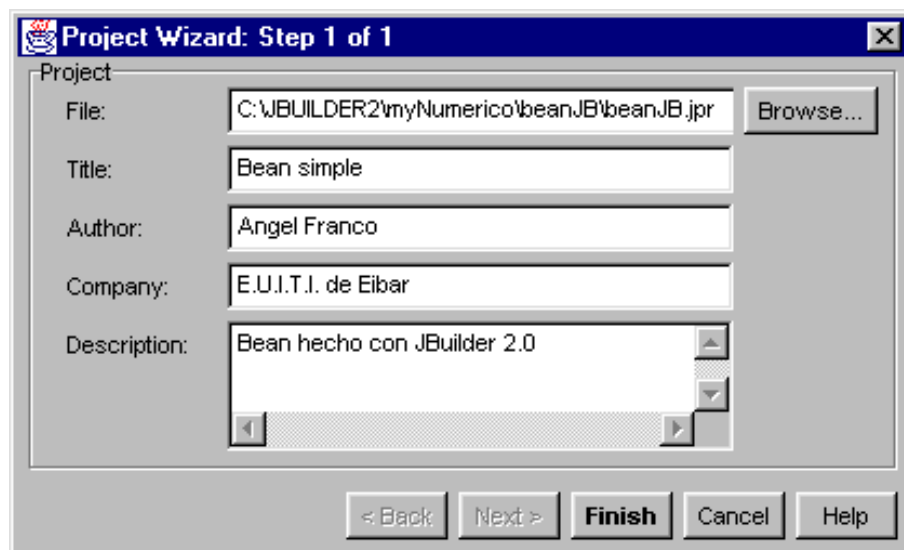 Project Wizard: Step 1 of 1
Project
File: C:\JBUILDER2\myNumerico\beanJB\beanJB.jpr Browse...
Title: Bean simple
Author: Angel Franco
Company: E.U.I.T.I. de Eibar
Description: Bean hecho con JBuilder 2.0
< Back Next > Finish Cancel Help